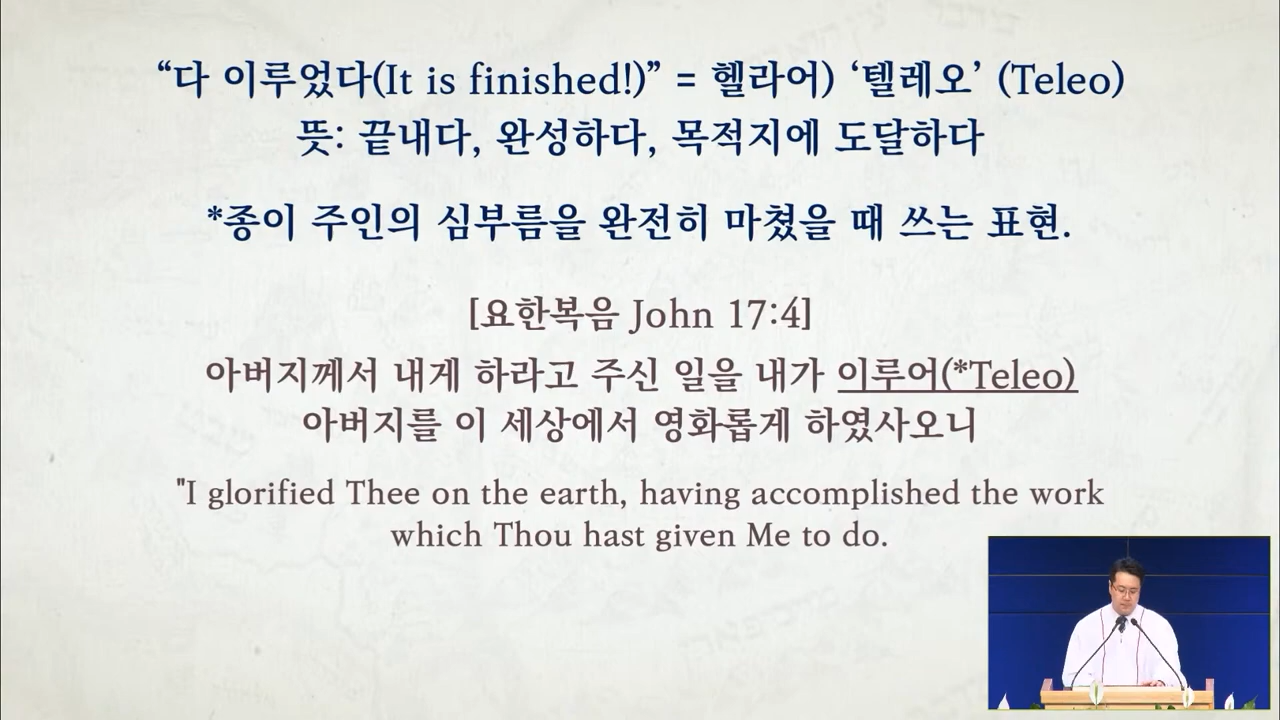 “다 이루었다(It is finished!)” = 헬라어) ‘텔레오’ (Teleo)
뜻: 끝내다, 완성하다, 목적지에 도달하다
*종이 주인의 심부름을 완전히 마쳤을 때 쓰는 표현.
[요한복음 John 17:4]
아버지께서 내게 하라고 주신 일을 내가 이루어(*Teleo)
아버지를 이 세상에서 영화롭게 하였사오니
"I glorified Thee on the earth, having accomplished the work
which Thou hast given Me to do.